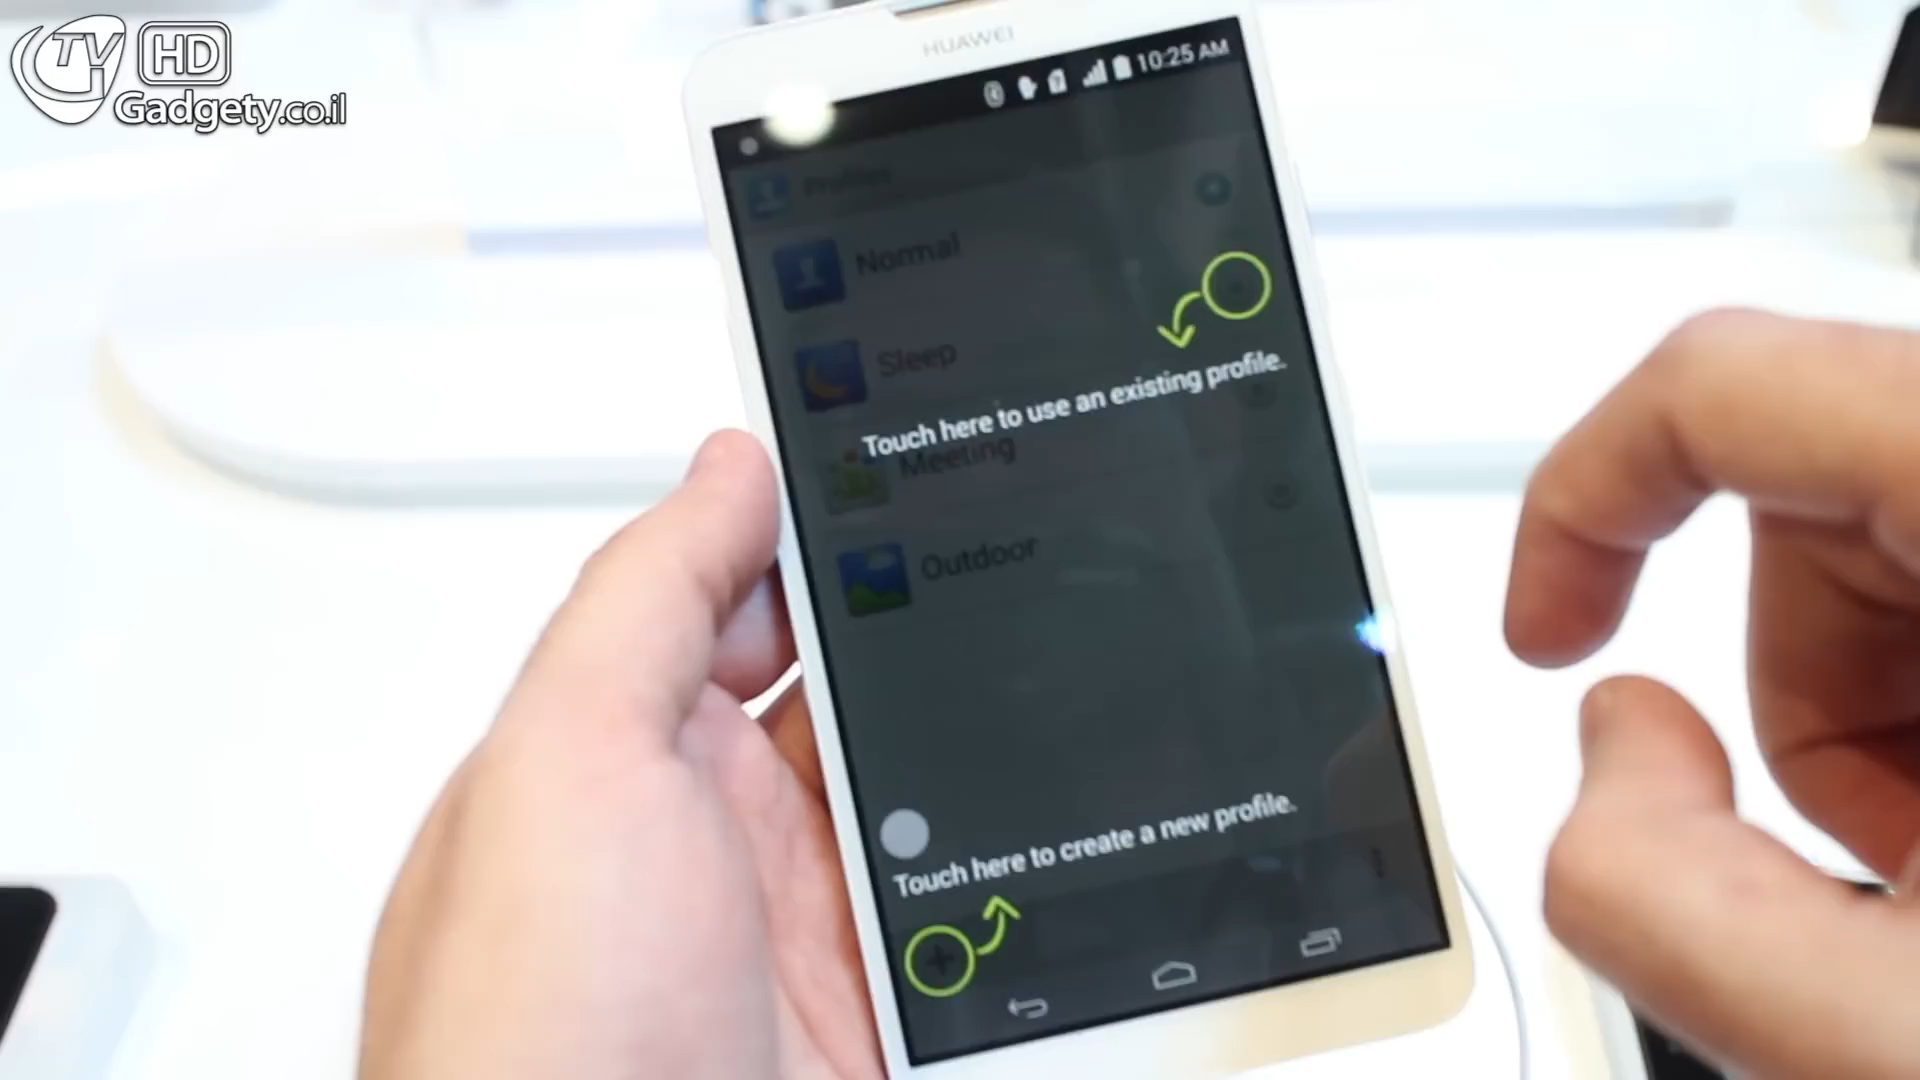 TV HD
Gadgety.co.il
HUAWEI
10:25 AM
Profiles
Normal
Sleep
Touch here to use an existing profile.
Meeting
Outdoor
Touch here to create a new profile.